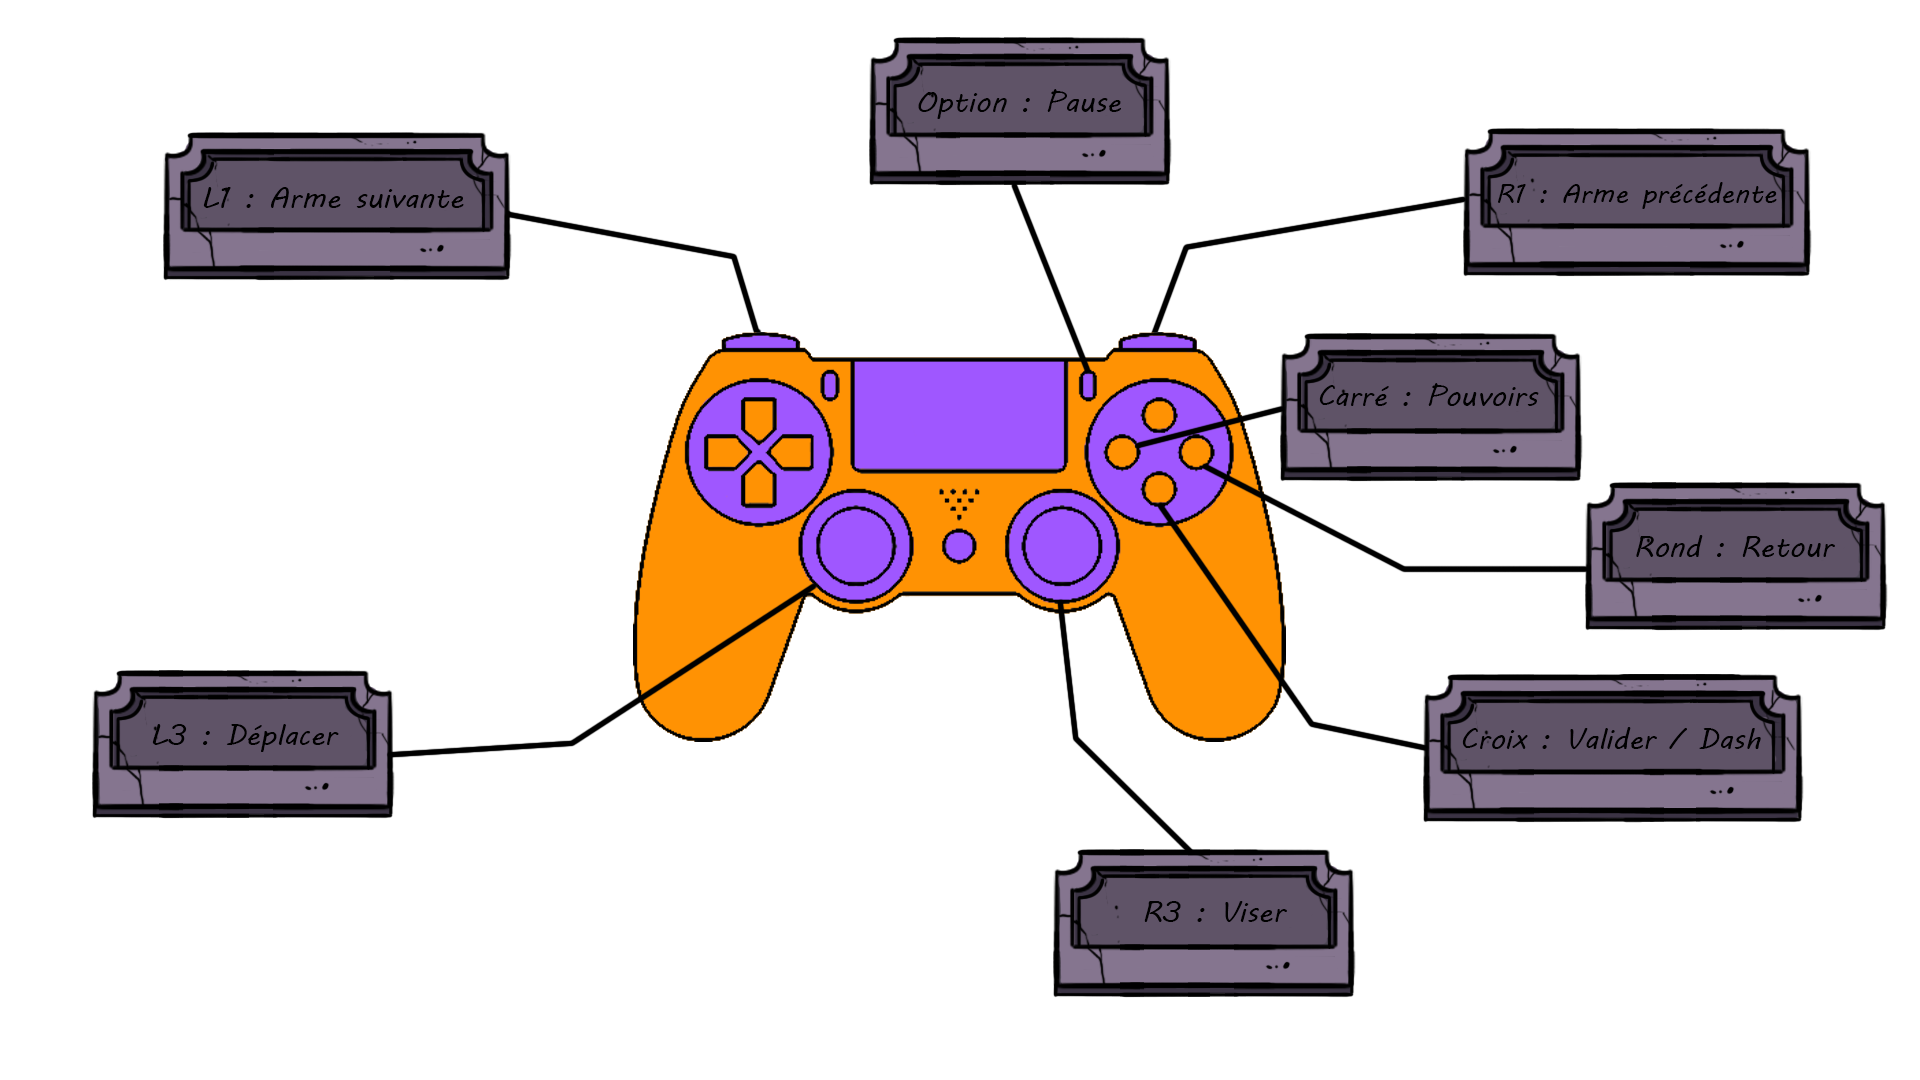 Option : Pause
L1 : Arme suivante
R1 : Arme précédente
Carré : Pouvoirs
Rond : Retour
L3 : Déplacer
Croix : Valider / Dash
R3 : Viser